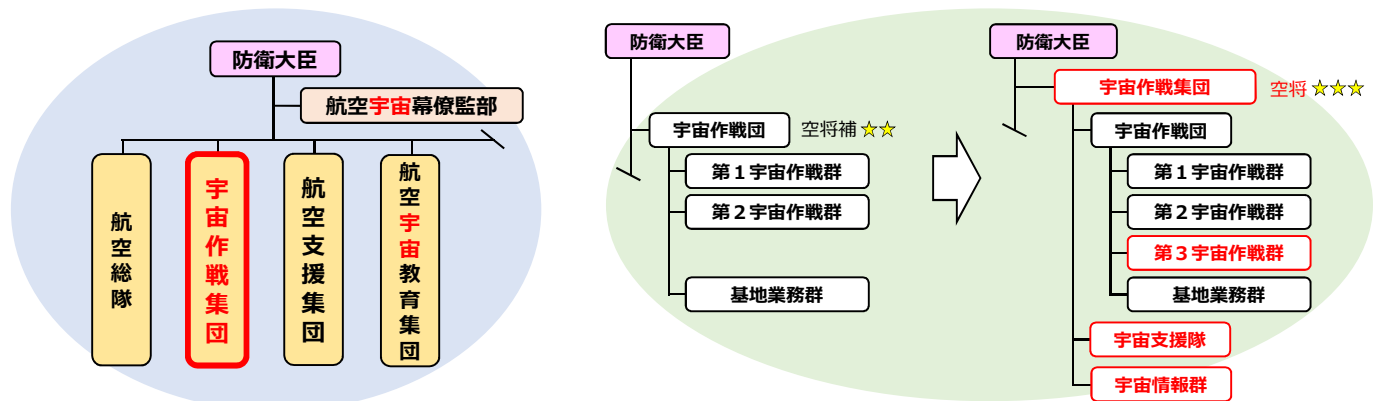 防衛大臣
航空宇宙幕僚監部
航空総隊
宇宙作戦集団
航空支援集団
航空宇宙教育集団
防衛大臣
宇宙作戦団
空将補☆☆
第1宇宙作戦群
第2宇宙作戦群
基地業務群
防衛大臣
宇宙作戦集団
空将☆☆☆
宇宙作戦団
第1宇宙作戦群
第2宇宙作戦群
第3宇宙作戦群
基地業務群
宇宙支援隊
宇宙情報群